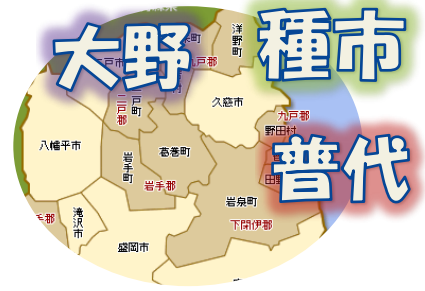 大野
種市
普代
洋野町
九戸郡
二戸郡
久慈市
九戸郡
野田村
八幡平市
岩手町
葛巻町
岩手郡
岩泉町
下閉伊郡
滝沢市
盛岡市